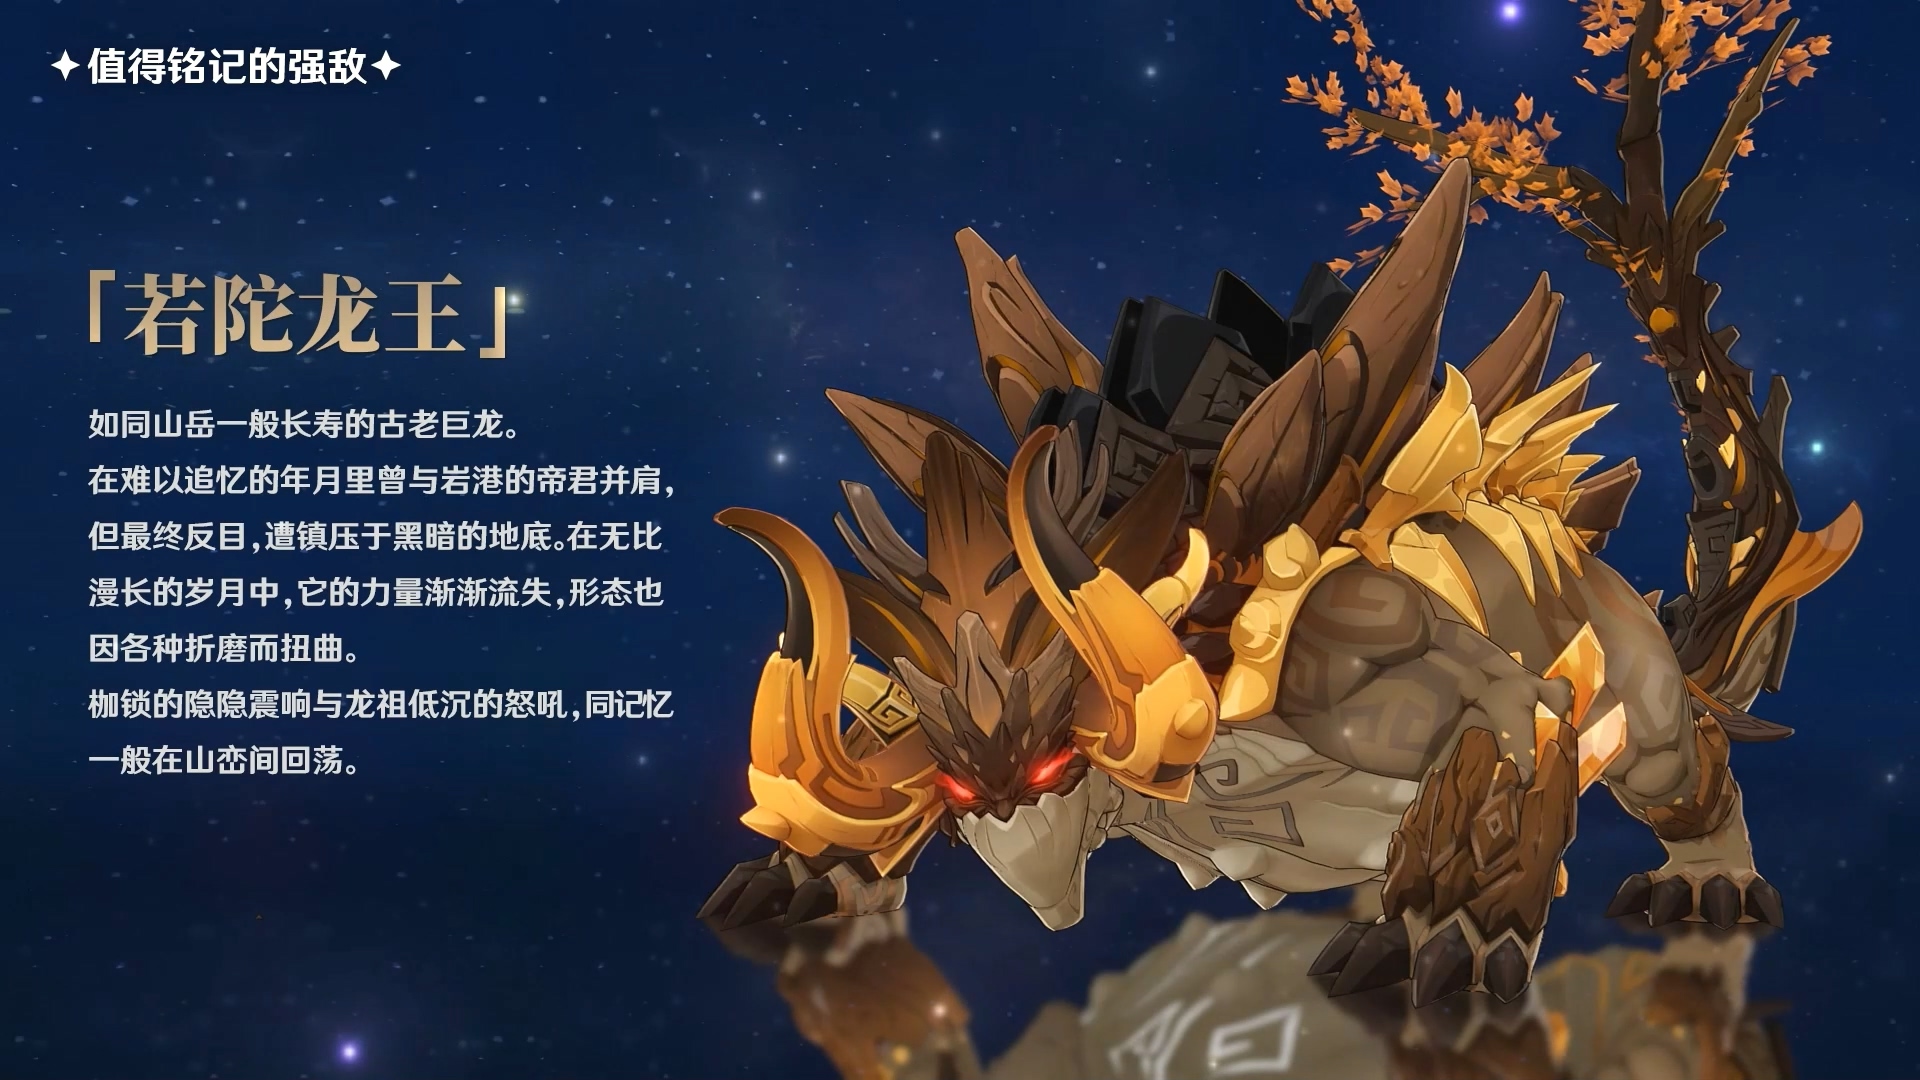 ✦值得铭记的强敌✦
「若陀龙王」
如同山岳一般长寿的古老巨龙。
在难以追忆的年月里曾与岩港的帝君并肩，
但最终反目，遭镇压于黑暗的地底。在无比
漫长的岁月中，它的力量渐渐流失，形态也
因各种折磨而扭曲。
枷锁的隐隐震响与龙祖低沉的怒吼，同记忆
一般在山峦间回荡。